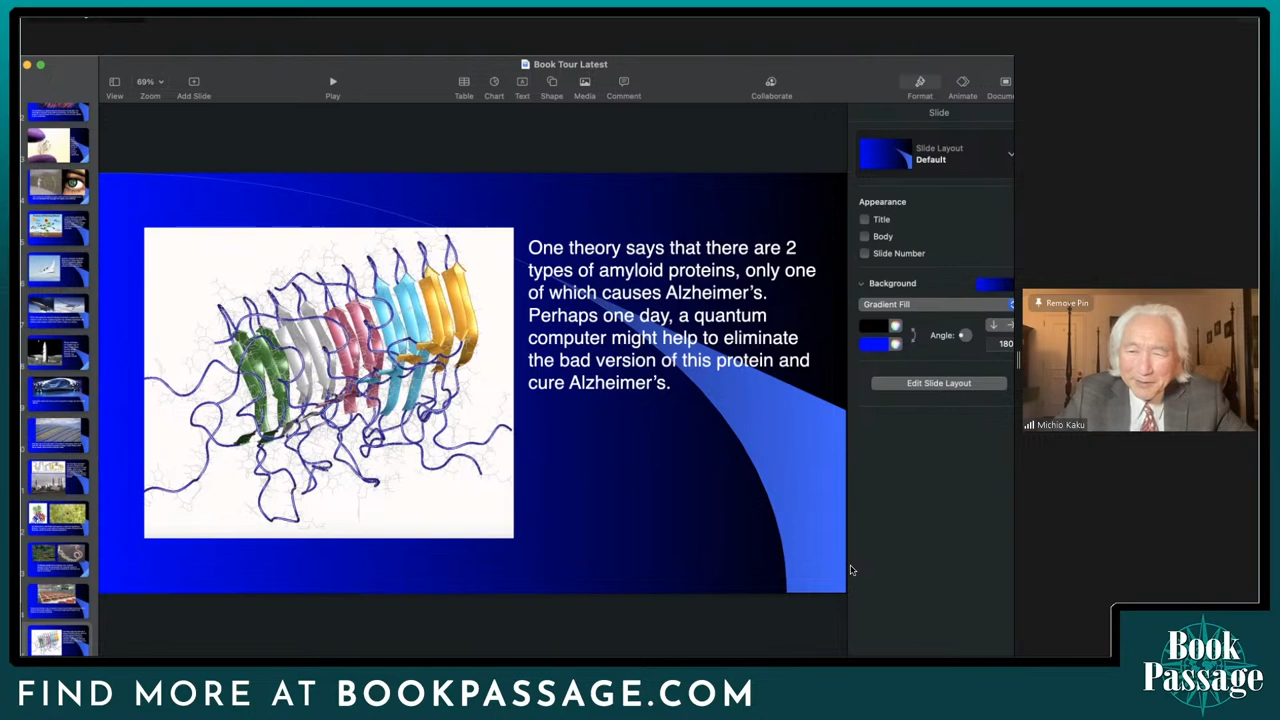 Book Tour Latest
69%
View
Zoom
Add Slide
Play
Table
Chart
Text
Shape
Media
Comment
Collaborate
Format
Animate
Docum
Slide
Slide Layout
Default
Appearance
Title
Body
Slide Number
Background
Gradient Fill
Angle:
180
Edit Slide Layout
One theory says that there are 2
types of amyloid proteins, only one
of which causes Alzheimer's.
Perhaps one day, a quantum
computer might help to eliminate
the bad version of this protein and
cure Alzheimer's.
Remove Pin
Michio Kaku
Book
Passage
FIND MORE AT BOOKPASSAGE.COM